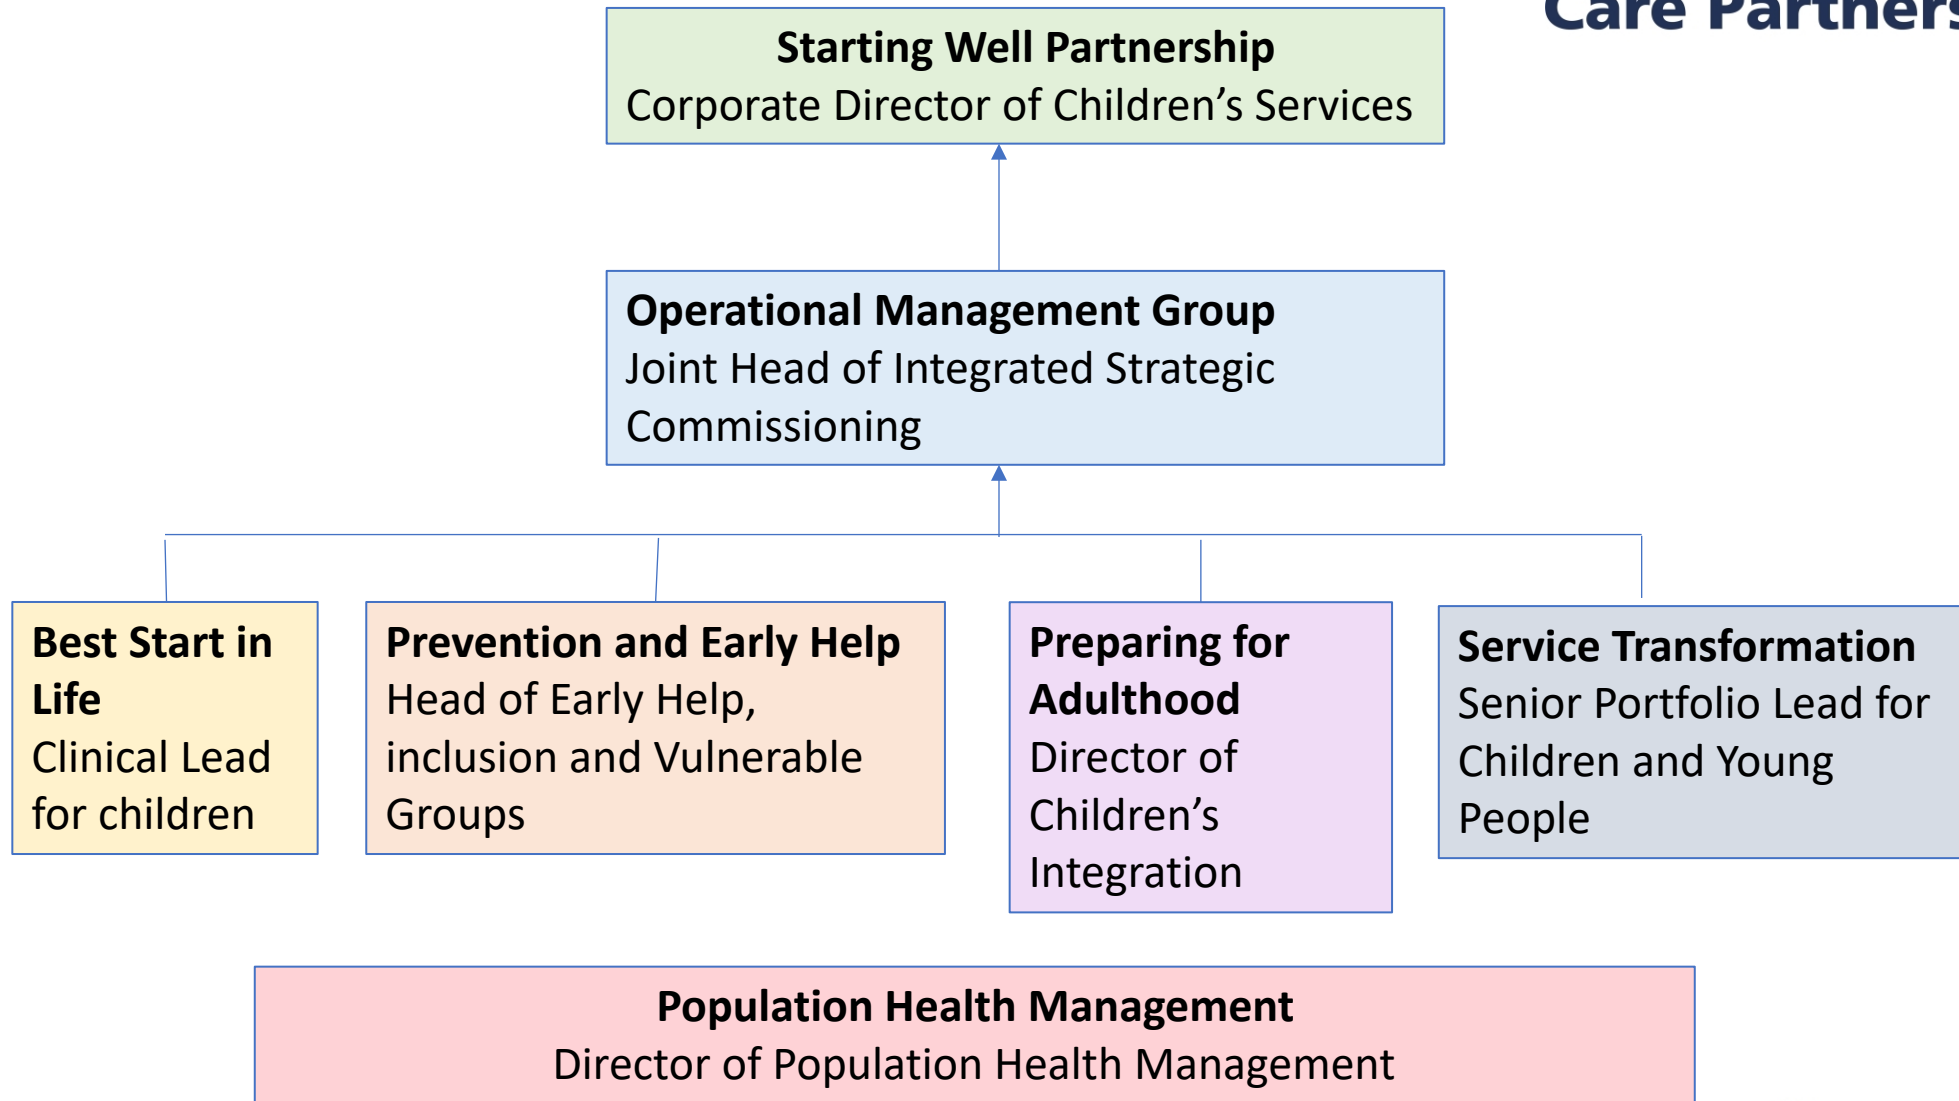 Care Partners
Starting Well Partnership
Corporate Director of Children’s Services
Operational Management Group
Joint Head of Integrated Strategic
Commissioning
Best Start in
Life
Clinical Lead
for children
Prevention and Early Help
Head of Early Help,
inclusion and Vulnerable
Groups
Preparing for
Adulthood
Director of
Children’s
Integration
Service Transformation
Senior Portfolio Lead for
Children and Young
People
Population Health Management
Director of Population Health Management